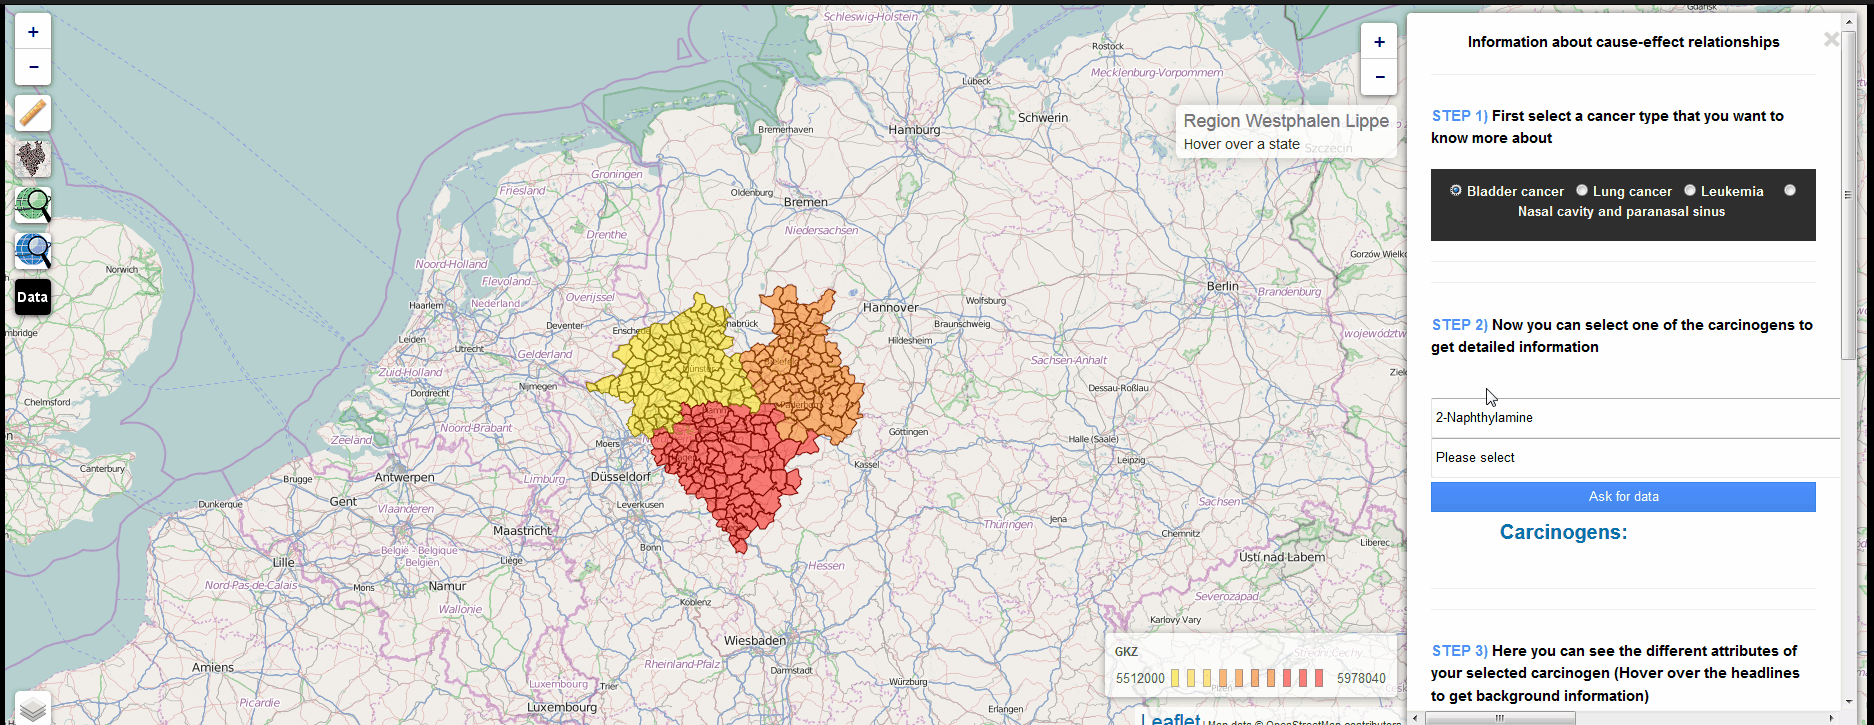 +
−
Data
+
−
Region Westphalen Lippe
Hover over a state
Schleswig-Holstein
Rostock
Lübeck
Mecklenburg-Vorpommern
Schwerin
Szczecin
Hamburg
Bremerhaven
Groningen
Friesland
Oldenburg
Bremen
Niedersachsen
Drenthe
Gorzów Wielko
Norwich
Noord-Holland
Flevoland
Berlin
Brandenburg
Haarlem
Nederland
Overijssel
Hannover
Wolfsburg
Braunschweig
Deventer
Hildesheim
Leiden
Utrecht
Gelderland
Münster
Sachsen-Anhalt
województw
Zuid-Holland
Nijmegen
Dessau-Roßlau
Chelmsford
Dordrecht
Noord-Brabant
Zeeland
Moers
Göttingen
Halle (Saale)
Leipzig
Kassel
Canterbury
Brugge
Antwerpen
Limburg
Düsseldorf
Dunkerque
Gent
Vlaanderen
Leverkusen
Sachsen
Maastricht
Thüringen
Jena
Chemnitz
België - Belgique
- Belgien
Bonn
Liège
Lille
Hessen
Ústí nad Labem
Liberec
Nord-Pas-de-Calais
Mons
Namur
Wallonie
Koblenz
Severozápad
Karlovy Vary
Wiesbaden
Amiens
Rheinland-Pfalz
Darmstadt
Luxembourg
Trier
Würzburg
Picardie
Luxembourg
Erlangen
GKZ
5512000
5978040
Leaflet | Map data © OpenStreetMap contributors
Information about cause-effect relationships
×
STEP 1) First select a cancer type that you want to
know more about
Bladder cancer Lung cancer Leukemia
Nasal cavity and paranasal sinus
STEP 2) Now you can select one of the carcinogens to
get detailed information
2-Naphthylamine
Please select
Ask for data
Carcinogens:
STEP 3) Here you can see the different attributes of
your selected carcinogen (Hover over the headlines
to get background information)